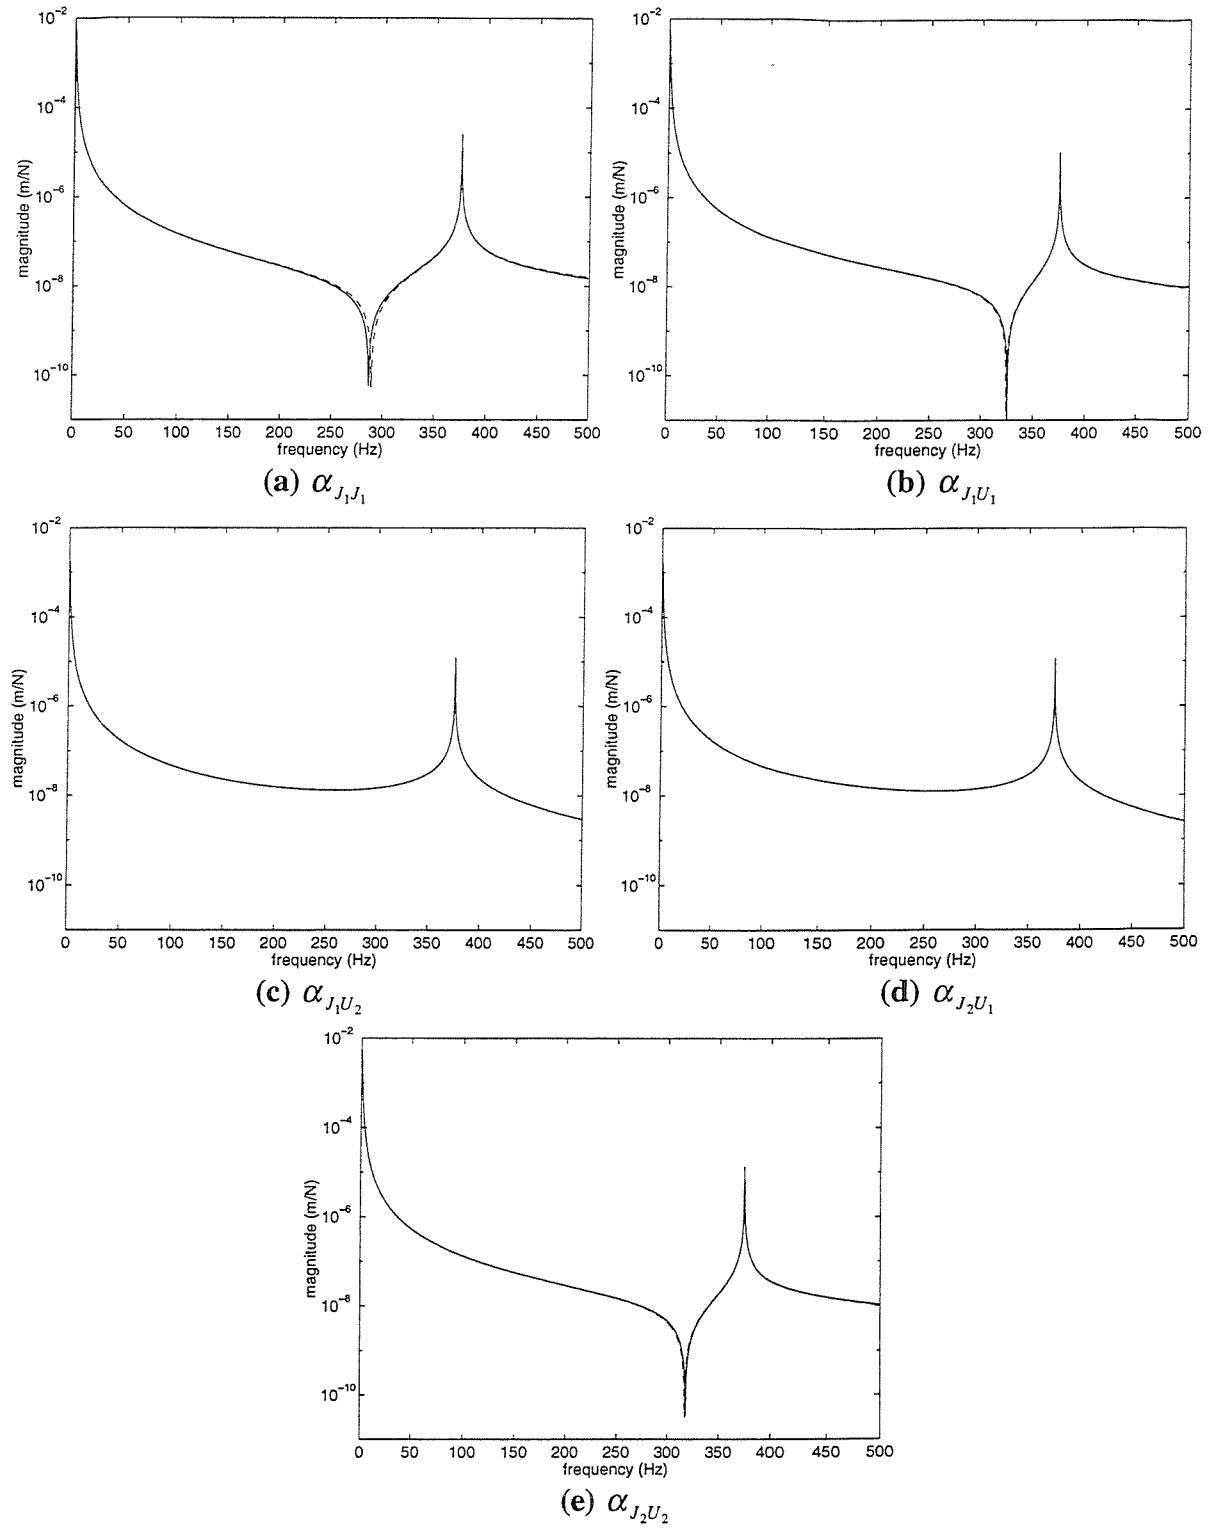 10⁻² 10⁻²
10⁻⁴ 10⁻⁴
10⁻⁶ 10⁻⁶
10⁻⁸ 10⁻⁸
10⁻¹⁰ 10⁻¹⁰
magnitude (m/N) magnitude (m/N)
0 50 100 150 200 250 300 350 400 450 500 0 50 100 150 200 250 300 350 400 450 500
frequency (Hz) frequency (Hz)
(a) α_{J₁J₁} (b) α_{J₁U₁}
10⁻² 10⁻²
10⁻⁴ 10⁻⁴
10⁻⁶ 10⁻⁶
10⁻⁸ 10⁻⁸
10⁻¹⁰ 10⁻¹⁰
magnitude (m/N) magnitude (m/N)
0 50 100 150 200 250 300 350 400 450 500 0 50 100 150 200 250 300 350 400 450 500
frequency (Hz) frequency (Hz)
(c) α_{J₁U₂} (d) α_{J₂U₁}
10⁻²
10⁻⁴
10⁻⁶
10⁻⁸
10⁻¹⁰
magnitude (m/N)
0 50 100 150 200 250 300 350 400 450 500
frequency (Hz)
(e) α_{J₂U₂}